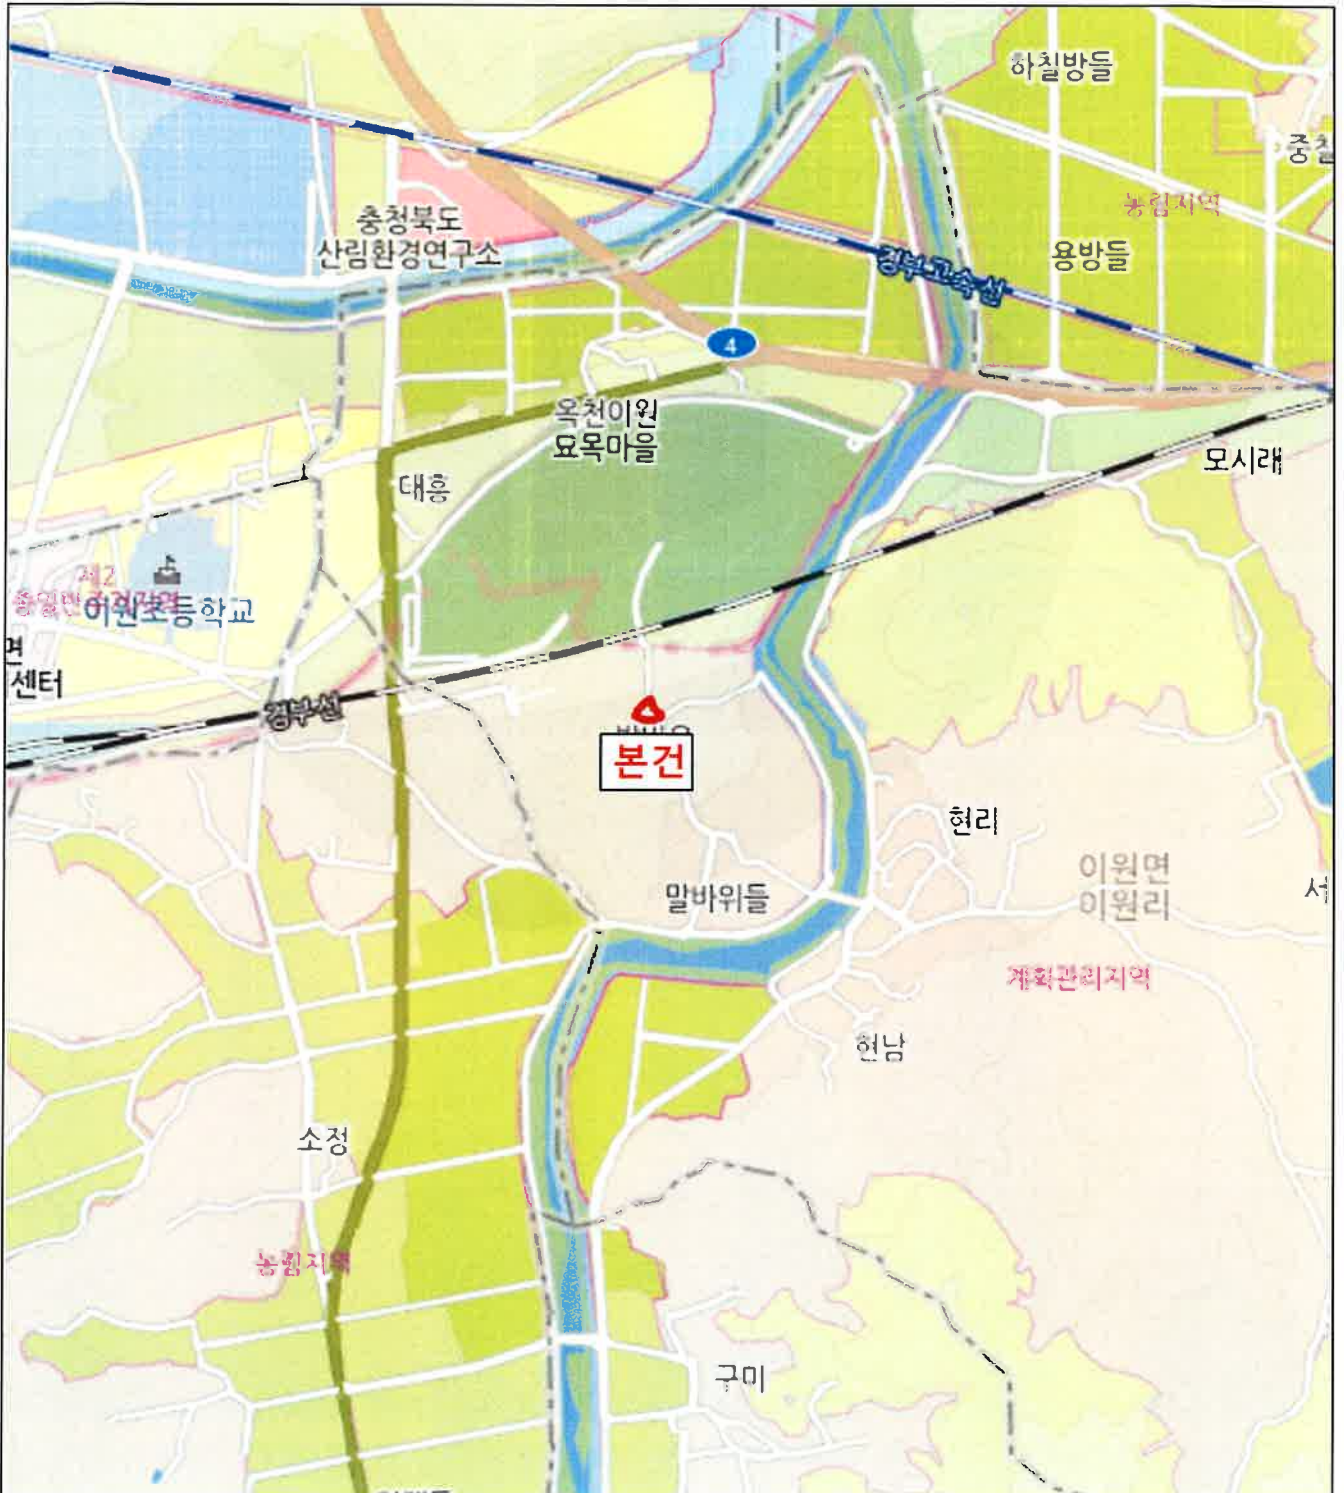 하칠방들
중칠
농림지역
충청북도
산림환경연구소
용방들
경부고속선
4
옥천이원
묘목마을
모시래
대흥
제2
이원초등학교
면
센터
경부선
본건
현리
이원면
이원리
말바위들
서
계획관리지역
현남
소정
농림지역
구미